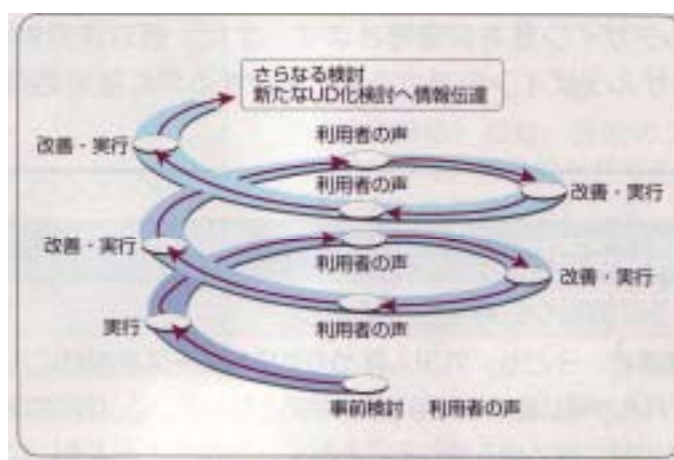 さらなる検討
新たなUD化検討へ情報伝達
利用者の声
改善・実行
利用者の声
改善・実行
改善・実行
利用者の声
改善・実行
実行
利用者の声
事前検討 利用者の声